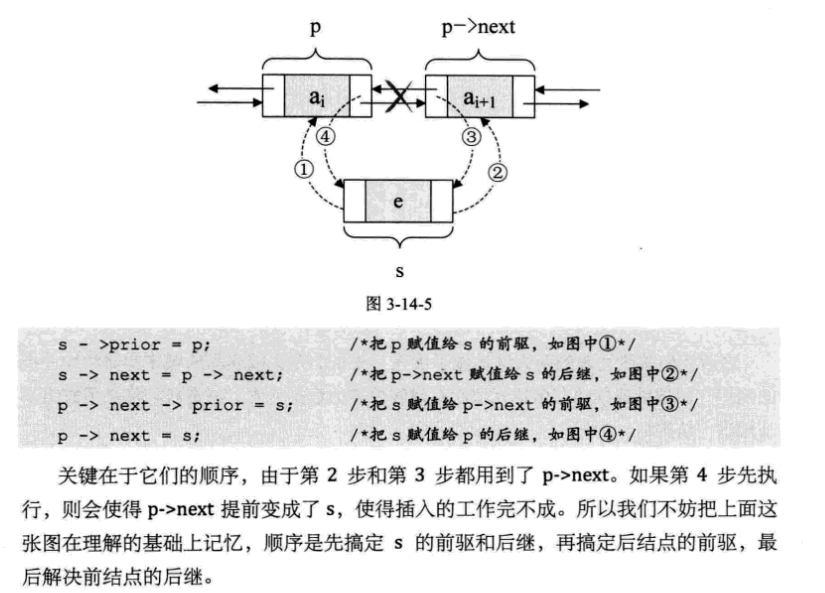 p p->next
aᵢ aᵢ₊₁
④ ③
① ②
e
s
图 3-14-5
s - >prior = p; /*把 p 赋值给 s 的前驱，如图中①*/
s -> next = p -> next; /*把 p->next 赋值给 s 的后继，如图中②*/
p -> next -> prior = s; /*把 s 赋值给 p->next 的前驱，如图中③*/
p -> next = s; /*把 s 赋值给 p 的后继，如图中④*/
关键在于它们的顺序，由于第 2 步和第 3 步都用到了 p->next。如果第 4 步先执
行，则会使得 p->next 提前变成了 s，使得插入的工作完不成。所以我们不妨把上面这
张图在理解的基础上记忆，顺序是先搞定 s 的前驱和后继，再搞定后结点的前驱，最
后解决前结点的后继。